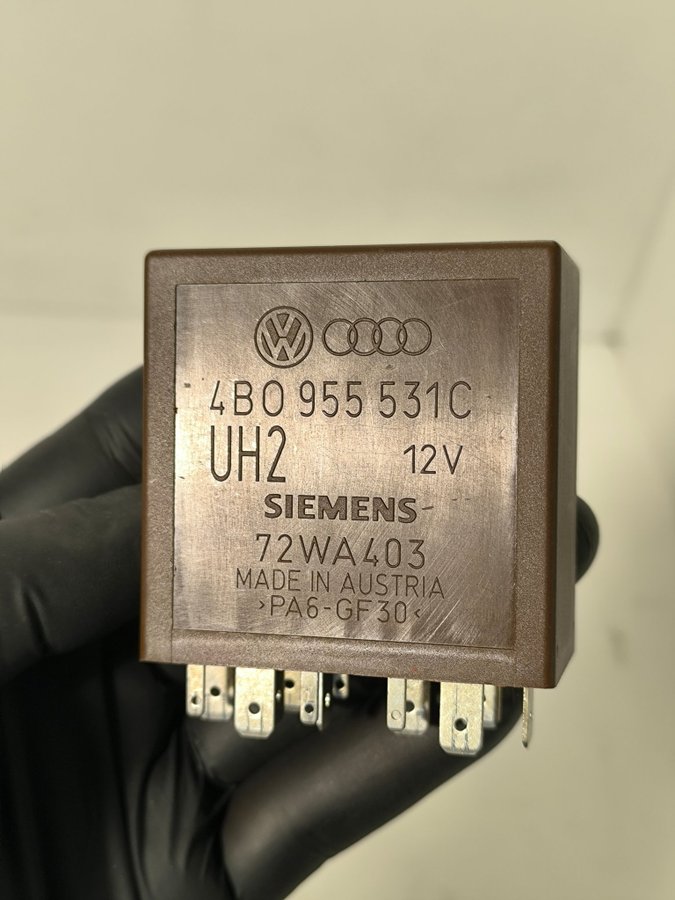 4B0 955 531C
UH2 12V
SIEMENS
72WA403
MADE IN AUSTRIA
>PA6-GF30<